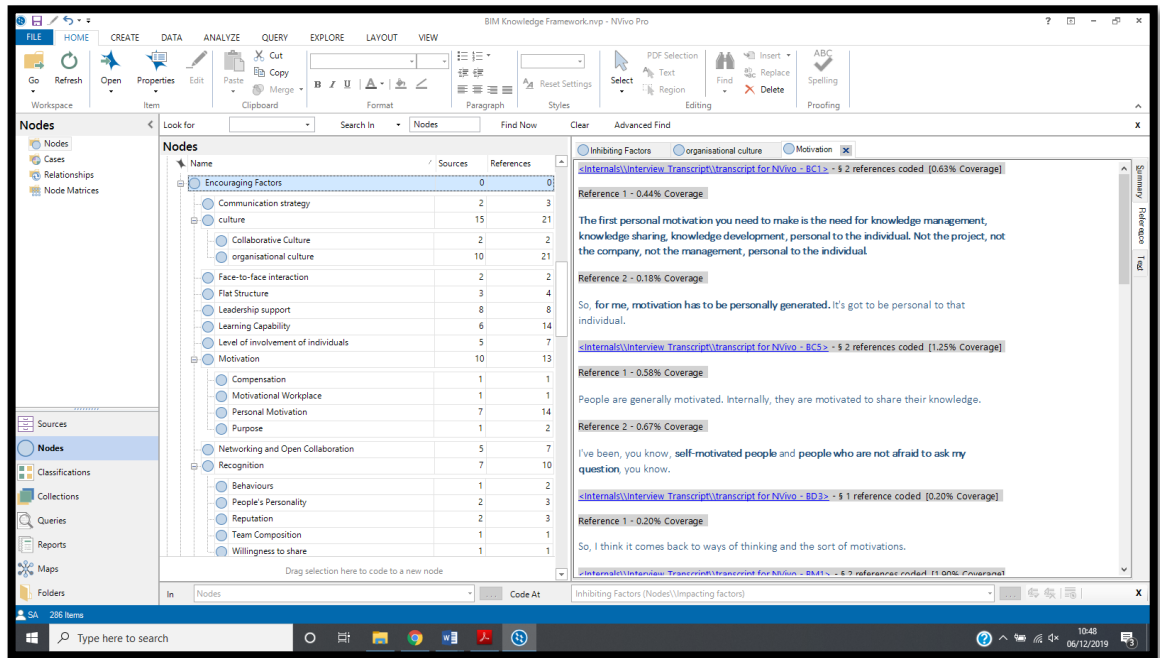 BIM Knowledge Framework.nvp - NVivo Pro
FILE HOME CREATE DATA ANALYZE QUERY EXPLORE LAYOUT VIEW
Go Refresh Open Properties Edit Paste Cut Copy Merge
B I U A
Reset Settings
Select PDF Selection Text Region Find Insert Replace Delete ABC Spelling
Workspace Item Clipboard Format Paragraph Styles Editing Proofing
Nodes
Look for Search In Nodes Find Now Clear Advanced Find x
Nodes
Cases
Relationships
Node Matrices
Sources
Nodes
Classifications
Collections
Queries
Reports
Maps
Folders
Nodes
Name Sources References
Encouraging Factors 0 0
Communication strategy 2 3
culture 15 21
Collaborative Culture 2 2
organisational culture 10 21
Face-to-face interaction 2 2
Flat Structure 3 4
Leadership support 8 8
Learning Capability 6 14
Level of involvement of individuals 5 7
Motivation 10 13
Compensation 1 1
Motivational Workplace 1 1
Personal Motivation 7 14
Purpose 1 2
Networking and Open Collaboration 5 7
Recognition 7 10
Behaviours 1 2
People's Personality 2 3
Reputation 2 3
Team Composition 1 1
Willingness to share 1 1
Drag selection here to code to a new node
Inhibiting Factors organisational culture Motivation x
<Internals\\Interview Transcript\\transcript for NVivo - BC1> - § 2 references coded [0.63% Coverage]
Reference 1 - 0.44% Coverage
The first personal motivation you need to make is the need for knowledge management,
knowledge sharing, knowledge development, personal to the individual. Not the project, not
the company, not the management, personal to the individual.
Reference 2 - 0.18% Coverage
So, for me, motivation has to be personally generated. It's got to be personal to that
individual.
<Internals\\Interview Transcript\\transcript for NVivo - BC5> - § 2 references coded [1.25% Coverage]
Reference 1 - 0.58% Coverage
People are generally motivated. Internally, they are motivated to share their knowledge.
Reference 2 - 0.67% Coverage
I've been, you know, self-motivated people and people who are not afraid to ask my
question, you know.
<Internals\\Interview Transcript\\transcript for NVivo - BD3> - § 1 reference coded [0.20% Coverage]
Reference 1 - 0.20% Coverage
So, I think it comes back to ways of thinking and the sort of motivations.
<Internals\\Interview Transcript\\transcript for NVivo - BM1> - § 2 references coded [1.90% Coverage]
Summary
Reference
Text
In Nodes ... Code At Inhibiting Factors (Nodes\\Impacting factors) ... x
SA 286 Items
Type here to search
10:48
06/12/2019